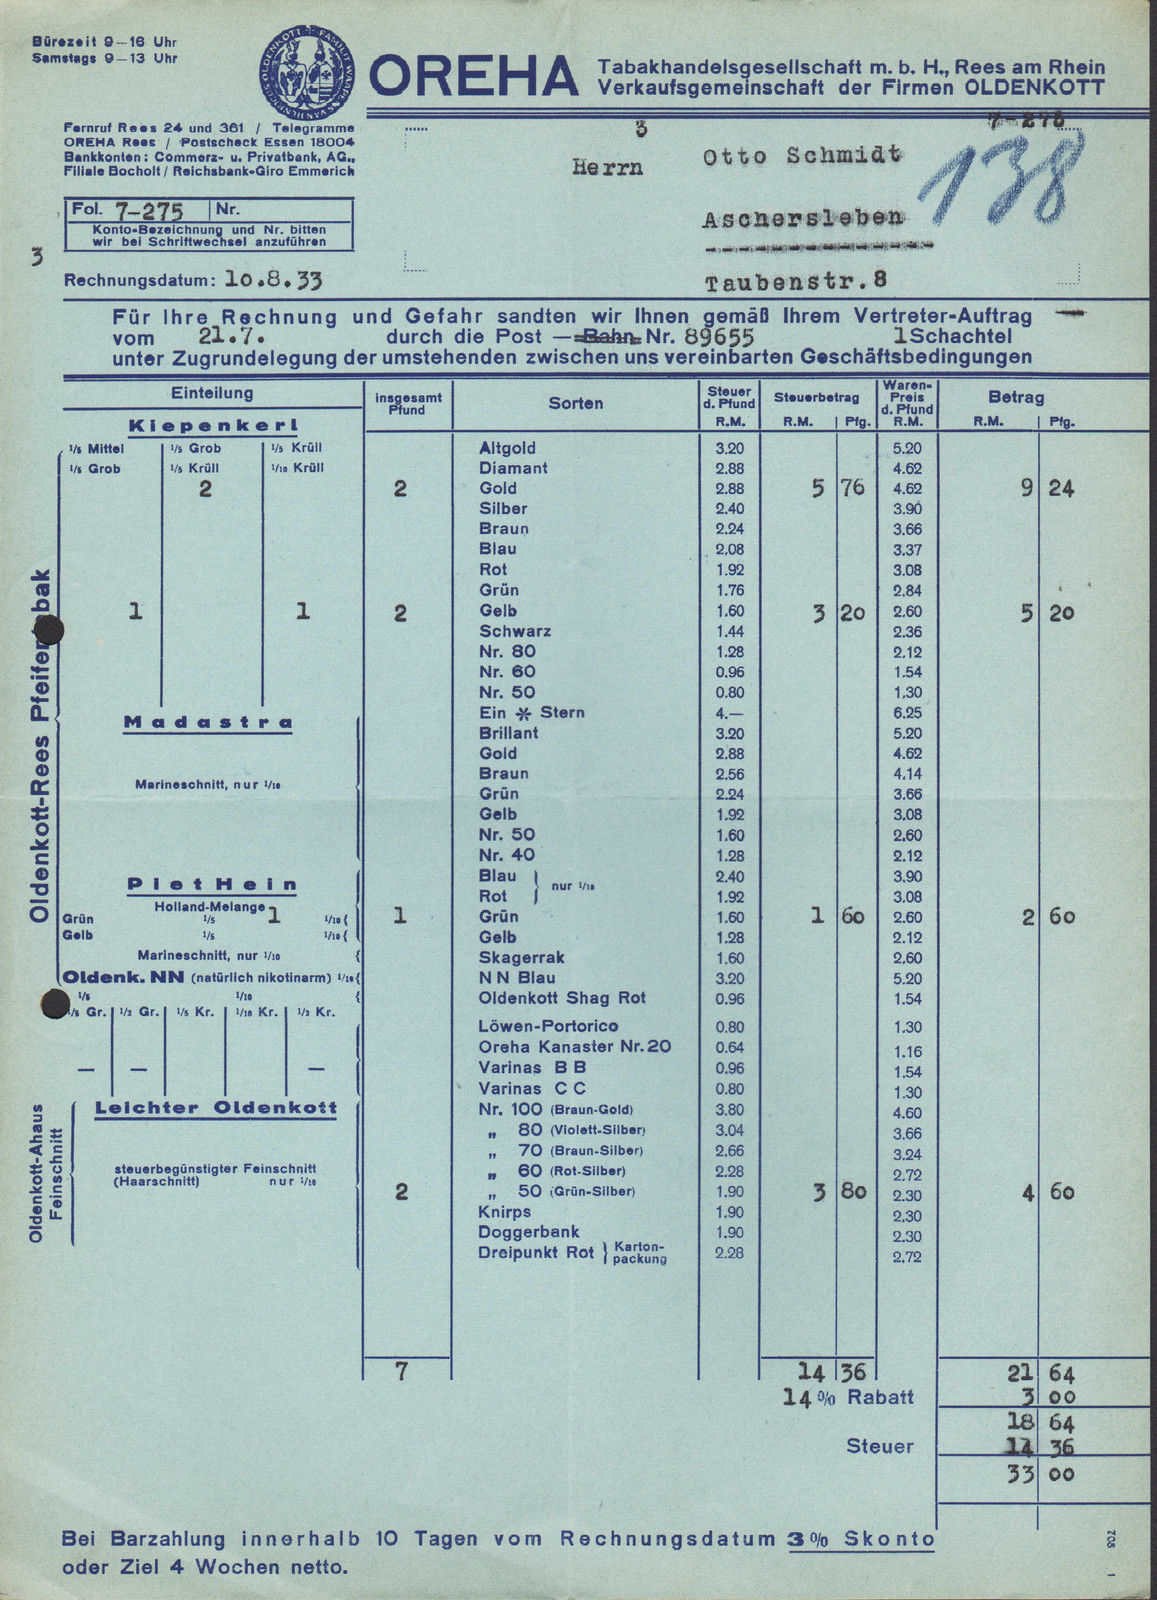 Bürozeit 9–16 Uhr
Samstags 9–13 Uhr
OREHA
Tabakhandelsgesellschaft m. b. H., Rees am Rhein
Verkaufsgemeinschaft der Firmen OLDENKOTT
Fernruf Rees 24 und 361 / Telegramme
OREHA Rees / Postscheck Essen 18004
Bankkonten: Commerz- u. Privatbank, AG.,
Filiale Bocholt / Reichsbank-Giro Emmerich
Fol. 7-275 Nr.
Konto-Bezeichnung und Nr. bitten
wir bei Schriftwechsel anzuführen
3
Rechnungsdatum: 10.8.33
3
7-278
138
Herrn Otto Schmidt
Aschersleben
Taubenstr.8
Für Ihre Rechnung und Gefahr sandten wir Ihnen gemäß Ihrem Vertreter-Auftrag
vom 21.7. durch die Post — Bahn Nr. 89655 1 Schachtel
unter Zugrundelegung der umstehenden zwischen uns vereinbarten Geschäftsbedingungen
Einteilung insgesamt Pfund Sorten Steuer d. Pfund R.M. Steuerbetrag R.M. Pfg. Waren-Preis d. Pfund R.M. Betrag R.M. Pfg.
Oldenkott-Rees Pfeifentabak
Kiepenkerl
1/5 Mittel 1/5 Grob 1/5 Krüll Altgold 3.20 5.20
1/5 Grob 1/5 Krüll 1/10 Krüll Diamant 2.88 4.62
2 2 Gold 2.88 5 76 4.62 9 24
Silber 2.40 3.90
Braun 2.24 3.66
Blau 2.08 3.37
Rot 1.92 3.08
Grün 1.76 2.84
1 1 2 Gelb 1.60 3 20 2.60 5 20
Schwarz 1.44 2.36
Nr. 80 1.28 2.12
Nr. 60 0.96 1.54
Nr. 50 0.80 1.30
Madastra
Ein ✻ Stern 4.— 6.25
Brillant 3.20 5.20
Gold 2.88 4.62
Braun 2.56 4.14
Marineschnitt, nur 1/10 Grün 2.24 3.66
Gelb 1.92 3.08
Nr. 50 1.60 2.60
Nr. 40 1.28 2.12
Piet Hein
Blau 2.40 3.90
nur 1/10
Rot 1.92 3.08
Holland-Melange
Grün 1/5 1 1/10 { 1 Grün 1.60 1 60 2.60 2 60
Gelb 1/5 1/10 { Gelb 1.28 2.12
Marineschnitt, nur 1/10 { Skagerrak 1.60 2.60
Oldenk. NN (natürlich nikotinarm) 1/10 { N N Blau 3.20 5.20
1/5 1/10 { Oldenkott Shag Rot 0.96 1.54
1/5 Gr. 1/2 Gr. 1/5 Kr. 1/10 Kr. 1/2 Kr.
Löwen-Portorico 0.80 1.30
Oreha Kanaster Nr. 20 0.64 1.16
— — — Varinas B B 0.96 1.54
Varinas C C 0.80 1.30
Oldenkott-Ahaus Feinschnitt
Leichter Oldenkott
Nr. 100 (Braun-Gold) 3.80 4.60
„ 80 (Violett-Silber) 3.04 3.66
„ 70 (Braun-Silber) 2.66 3.24
steuerbegünstigter Feinschnitt „ 60 (Rot-Silber) 2.28 2.72
(Haarschnitt) nur 1/10 2 „ 50 (Grün-Silber) 1.90 3 80 2.30 4 60
Knirps 1.90 2.30
Doggerbank 1.90 2.30
Dreipunkt Rot } Karton-packung 2.28 2.72
7 14 36 21 64
14% Rabatt 3 00
18 64
Steuer 14 36
33 00
Bei Barzahlung innerhalb 10 Tagen vom Rechnungsdatum 3% Skonto
oder Ziel 4 Wochen netto.
708